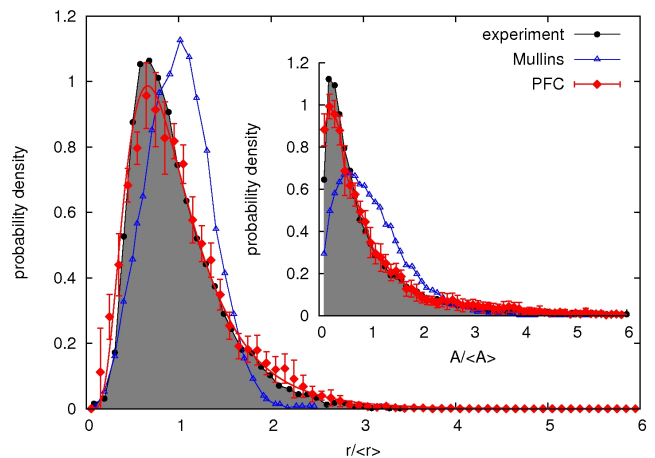 experiment
Mullins
PFC
probability density
1.2
1
0.8
0.6
0.4
0.2
0
0 1 2 3 4 5 6
r/<r>
probability density
1.2
1
0.8
0.6
0.4
0.2
0
0 1 2 3 4 5 6
A/<A>